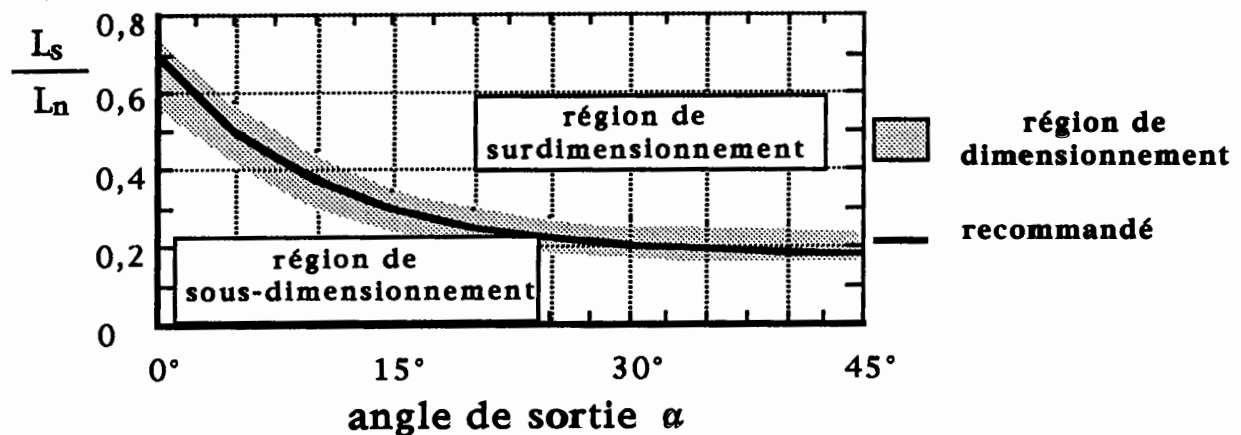 0,8
Ls
Ln
0,6
0,4
0,2
0
région de
surdimensionnement
région de
sous-dimensionnement
région de
dimensionnement
recommandé
0°
15°
30°
45°
angle de sortie α